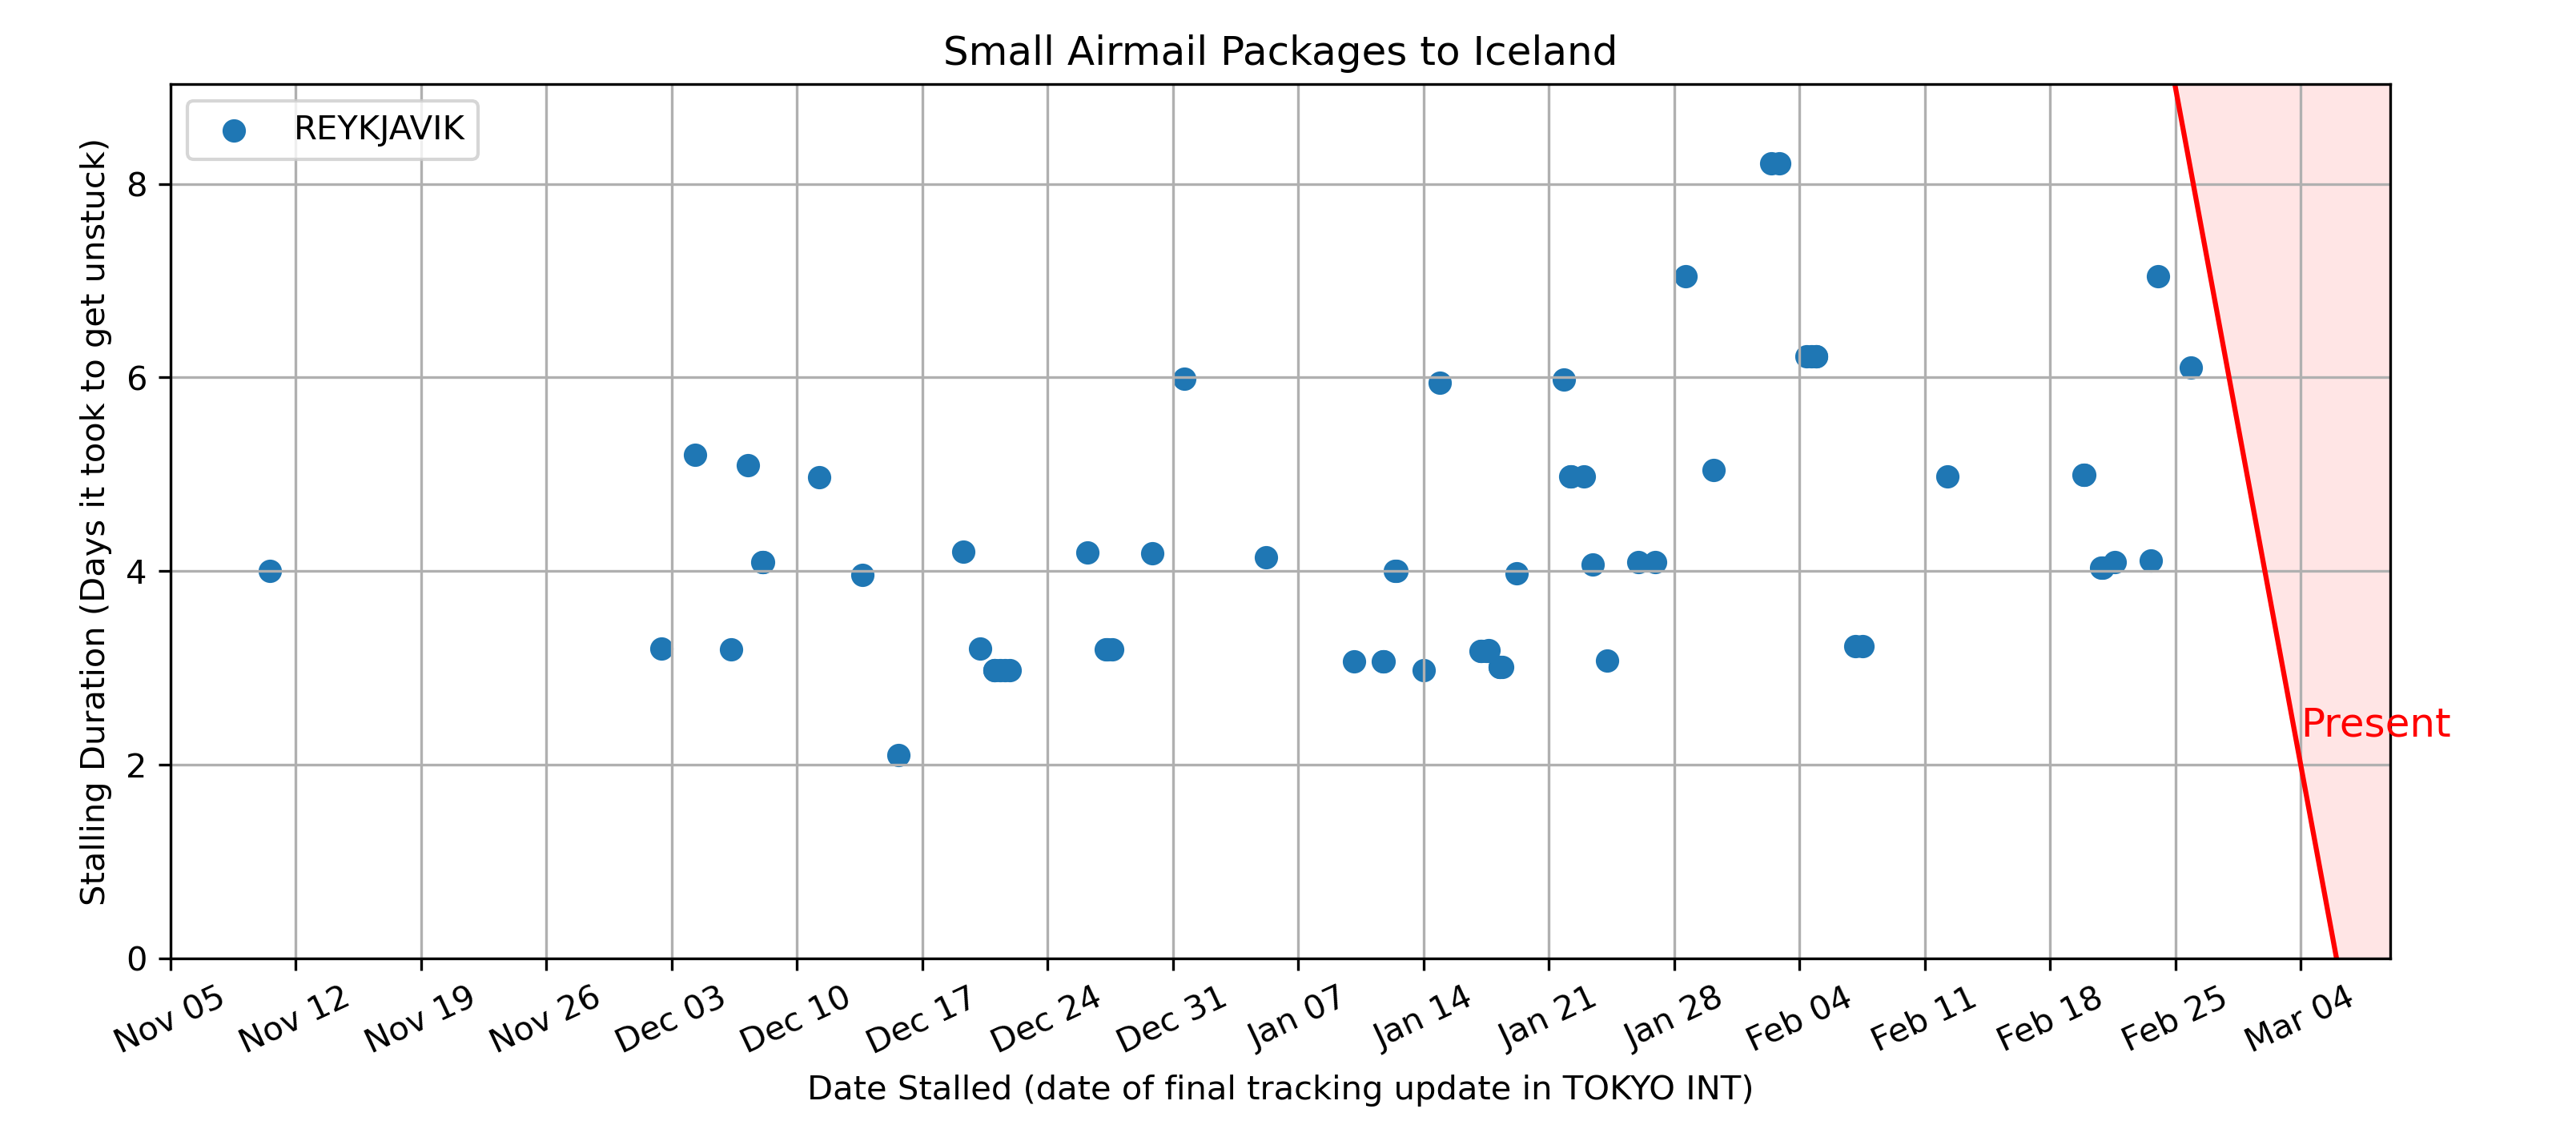 Small Airmail Packages to Iceland
REYKJAVIK
Stalling Duration (Days it took to get unstuck)
8
6
4
2
0
Present
Nov 05 Nov 12 Nov 19 Nov 26 Dec 03 Dec 10 Dec 17 Dec 24 Dec 31 Jan 07 Jan 14 Jan 21 Jan 28 Feb 04 Feb 11 Feb 18 Feb 25 Mar 04
Date Stalled (date of final tracking update in TOKYO INT)